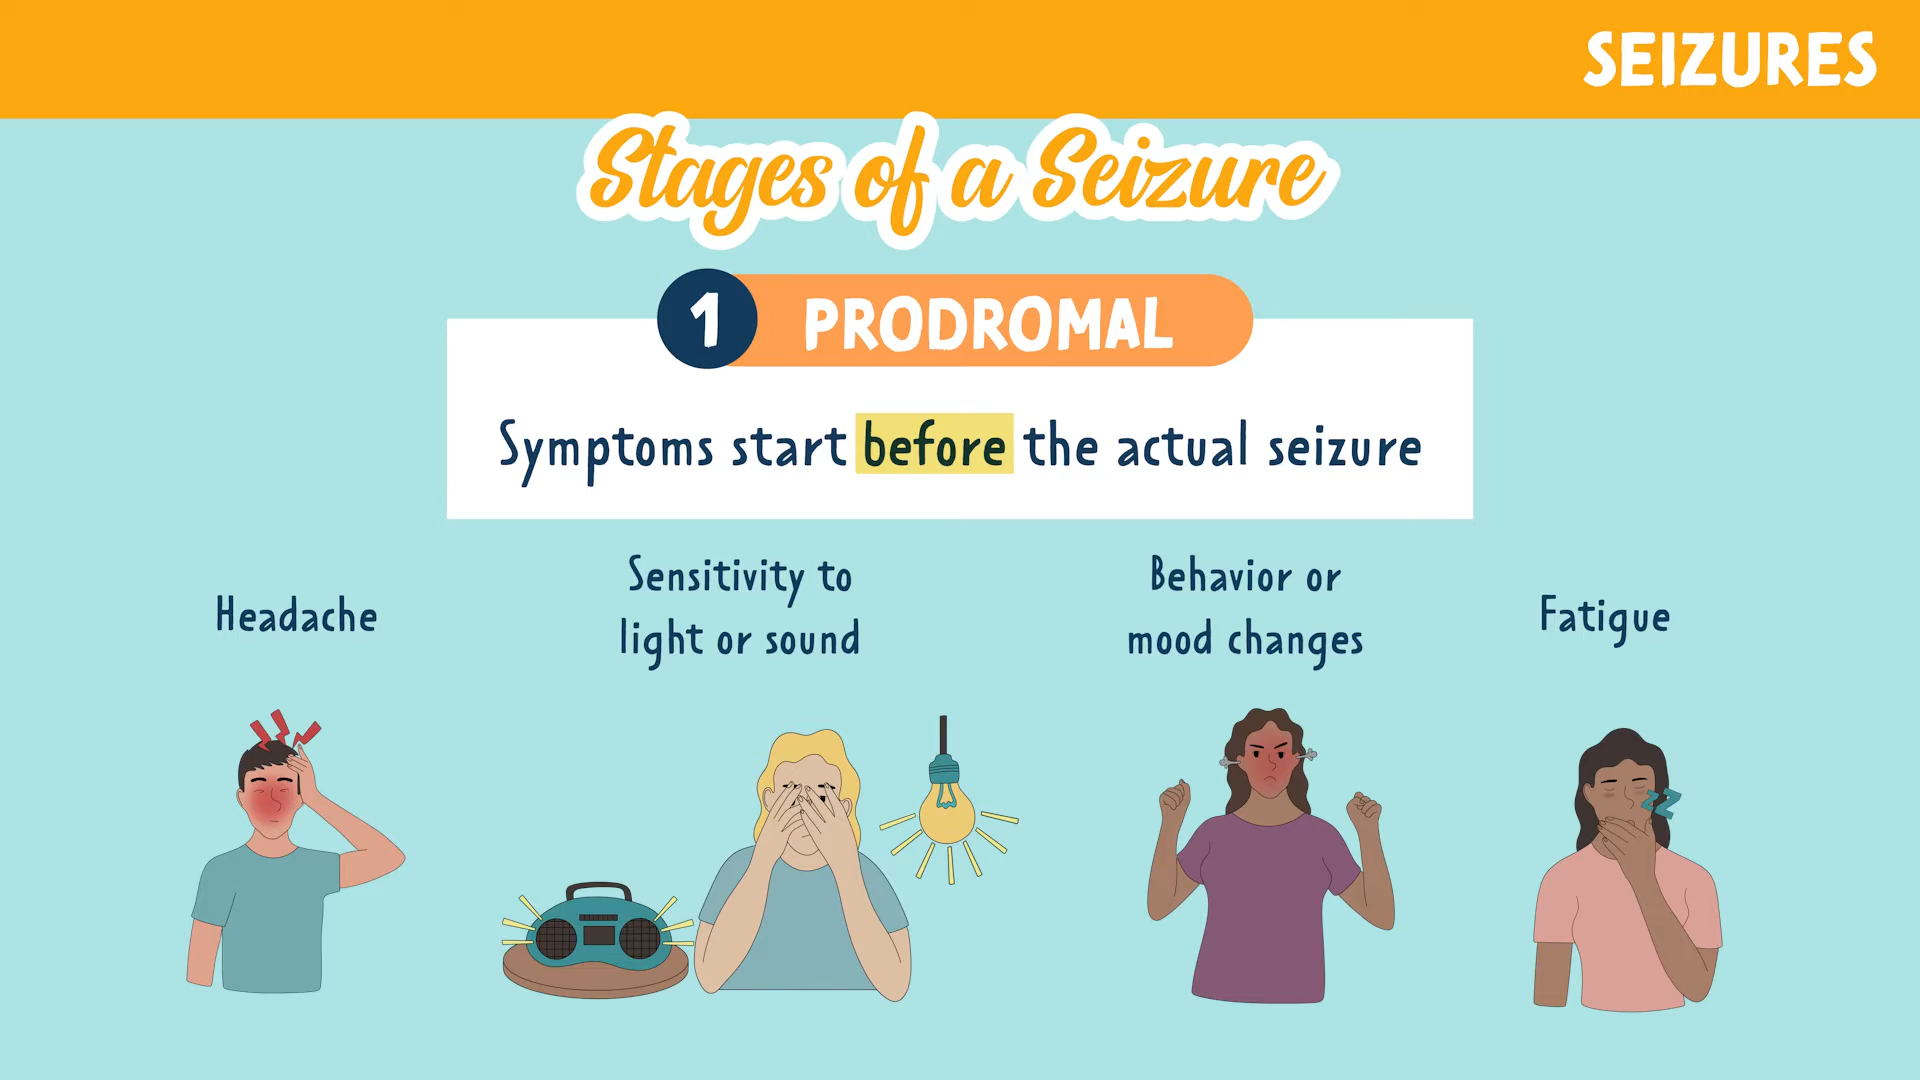 SEIZURES
Stages of a Seizure
1 PRODROMAL
Symptoms start before the actual seizure
Headache
Sensitivity to
light or sound
Behavior or
mood changes
Fatigue
ZZ